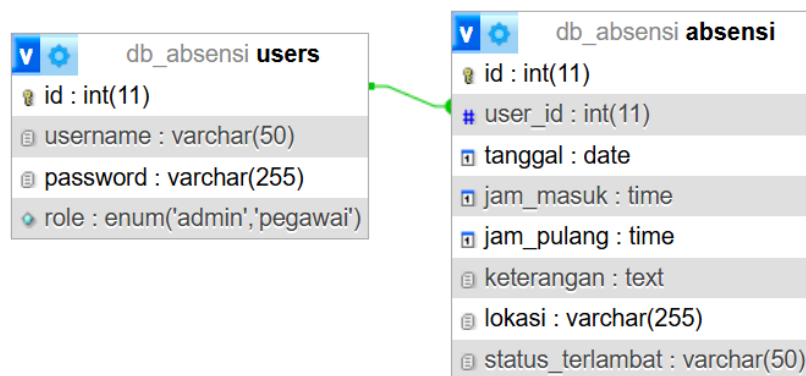 db_absensi users
id : int(11)
username : varchar(50)
password : varchar(255)
role : enum('admin','pegawai')
db_absensi absensi
id : int(11)
# user_id : int(11)
tanggal : date
jam_masuk : time
jam_pulang : time
keterangan : text
lokasi : varchar(255)
status_terlambat : varchar(50)